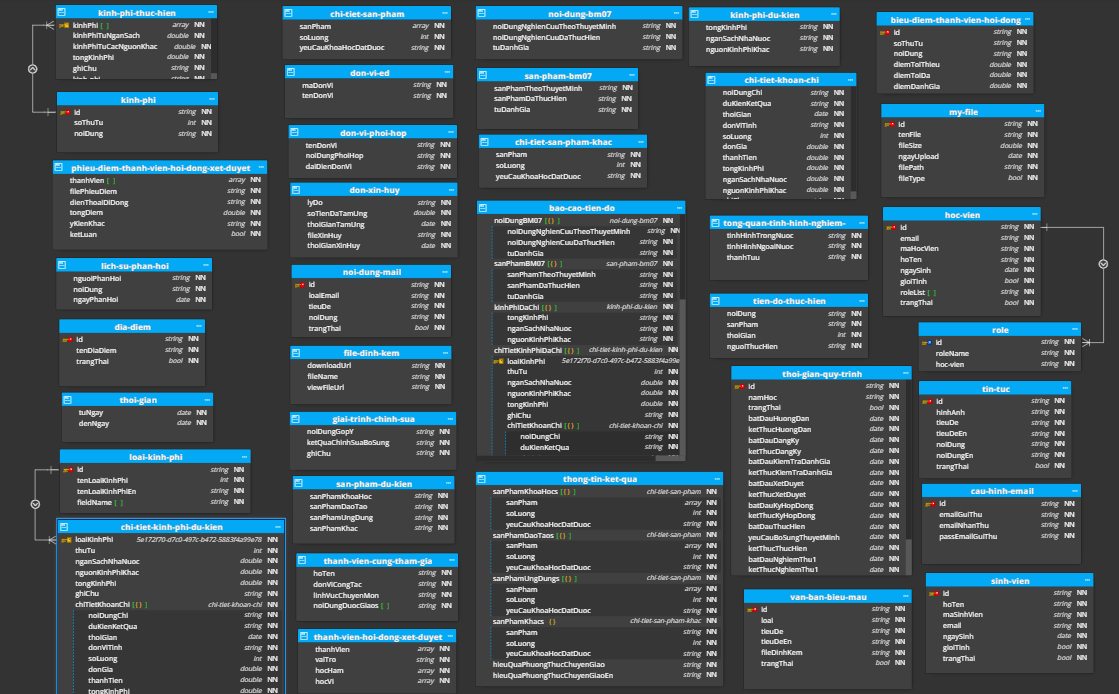 kinh-phi-thuc-hien
kinhPhi [ ] array NN
kinhPhiTuNganSach double NN
kinhPhiTuCacNguonKhac double NN
tongKinhPhi double NN
ghiChu string NN
kinh-phi
id string NN
soThuTu int NN
noiDung string NN
phieu-diem-thanh-vien-hoi-dong-xet-duyet
thanhVien [ ] array NN
filePhieuDiem string NN
dienThoaiDiDong string NN
tongDiem double NN
yKienKhac string NN
ketLuan bool NN
lich-su-phan-hoi
nguoiPhanHoi string NN
noiDung string NN
ngayPhanHoi date NN
dia-diem
id string NN
tenDiaDiem string NN
trangThai bool NN
thoi-gian
tuNgay date NN
denNgay date NN
loai-kinh-phi
id string NN
tenLoaiKinhPhi int NN
tenLoaiKinhPhiEn string NN
fieldName [ ] string NN
chi-tiet-kinh-phi-du-kien
loaiKinhPhi 5e172f70-d7c0-497c-b472-5883f4a99e78 NN
thuTu int NN
nganSachNhaNuoc double NN
nguonKinhPhiKhac double NN
tongKinhPhi double NN
ghiChu string NN
chiTietKhoanChi [{} ] chi-tiet-khoan-chi NN
noiDungChi string NN
duKienKetQua string NN
thoiGian date NN
donViTinh string NN
soLuong int NN
donGia double NN
thanhTien double NN
tongKinhPhi double NN
chi-tiet-san-pham
sanPham array NN
soLuong int NN
yeuCauKhoaHocDatDuoc string NN
don-vi-ed
maDonVi string NN
tenDonVi string NN
don-vi-phoi-hop
tenDonVi string NN
noiDungPhoiHop string NN
daiDienDonVi string NN
don-xin-huy
lyDo string NN
soTienDaTamUng double NN
thoiGianTamUng date NN
fileXinHuy string NN
thoiGianXinHuy date NN
noi-dung-mail
id string NN
loaiEmail string NN
tieuDe string NN
noiDung string NN
trangThai bool NN
file-dinh-kem
downloadUrl string NN
fileName string NN
viewFileUrl string NN
giai-trinh-chinh-sua
noiDungGopY string NN
ketQuaChinhSuaBoSung string NN
ghiChu string NN
san-pham-du-kien
sanPhamKhoaHoc string NN
sanPhamDaoTao string NN
sanPhamUngDung string NN
sanPhamKhac string NN
thanh-vien-cung-tham-gia
hoTen string NN
donViCongTac string NN
linhVucChuyenMon string NN
noiDungDuocGiaos [ ] string NN
thanh-vien-hoi-dong-xet-duyet
thanhVien array NN
vaiTro string NN
hocHam array NN
hocVi array NN
noi-dung-bm07
noiDungNghienCuuTheoThuyetMinh string NN
noiDungNghienCuuDaThucHien string NN
tuDanhGia string NN
san-pham-bm07
sanPhamTheoThuyetMinh string NN
sanPhamDaThucHien string NN
tuDanhGia string NN
chi-tiet-san-pham-khac
sanPham string NN
soLuong int NN
yeuCauKhoaHocDatDuoc string NN
bao-cao-tien-do
noiDungBM07 [{} ] noi-dung-bm07 NN
noiDungNghienCuuTheoThuyetMinh string NN
noiDungNghienCuuDaThucHien string NN
tuDanhGia string NN
sanPhamBM07 [{} ] san-pham-bm07 NN
sanPhamTheoThuyetMinh string NN
sanPhamDaThucHien string NN
tuDanhGia string NN
kinhPhiDaChi [{} ] kinh-phi-du-kien NN
tongKinhPhi string NN
nganSachNhaNuoc string NN
nguonKinhPhiKhac string NN
chiTietKinhPhiDaChi [{} ] chi-tiet-kinh-phi-du-kien NN
loaiKinhPhi 5e172f70-d7c0-497c-b472-5883f4a99e
thuTu int NN
nganSachNhaNuoc double NN
nguonKinhPhiKhac double NN
tongKinhPhi double NN
ghiChu string NN
chiTietKhoanChi [{} ] chi-tiet-khoan-chi NN
noiDungChi string NN
duKienKetQua string NN
thong-tin-ket-qua
sanPhamKhoaHocs [{} ] chi-tiet-san-pham NN
sanPham array NN
soLuong int NN
yeuCauKhoaHocDatDuoc string NN
sanPhamDaoTaos [{} ] chi-tiet-san-pham NN
sanPham array NN
soLuong int NN
yeuCauKhoaHocDatDuoc string NN
sanPhamUngDungs [{} ] chi-tiet-san-pham NN
sanPham array NN
soLuong int NN
yeuCauKhoaHocDatDuoc string NN
sanPhamKhacs {} chi-tiet-san-pham-khac NN
sanPham string NN
soLuong int NN
yeuCauKhoaHocDatDuoc string NN
hieuQuaPhuongThucChuyenGiao string NN
hieuQuaPhuongThucChuyenGiaoEn string NN
kinh-phi-du-kien
tongKinhPhi string NN
nganSachNhaNuoc string NN
nguonKinhPhiKhac string NN
chi-tiet-khoan-chi
noiDungChi string NN
duKienKetQua string NN
thoiGian date NN
donViTinh string NN
soLuong int NN
donGia double NN
thanhTien double NN
tongKinhPhi double NN
nganSachNhaNuoc string NN
nguonKinhPhiKhac string NN
tong-quan-tinh-hinh-nghiem-
tinhHinhTrongNuoc string NN
tinhHinhNgoaiNuoc string NN
thanhTuu string NN
tien-do-thuc-hien
noiDung string NN
sanPham string NN
thoiGian int NN
nguoiThucHien string NN
thoi-gian-quy-trinh
id string NN
namHoc string NN
trangThai bool NN
batDauHuongDan date NN
ketThucHuongDan date NN
batDauDangKy date NN
ketThucDangKy date NN
batDauKiemTraDanhGia date NN
ketThucKiemTraDanhGia date NN
batDauXetDuyet date NN
ketThucXetDuyet date NN
batDauKyHopDong date NN
ketThucKyHopDong date NN
batDauThucHien date NN
yeuCauBoSungThuyetMinh date NN
ketThucThucHien date NN
batDauNghiemThu1 date NN
ketThucNghiemThu1 date NN
van-ban-bieu-mau
id string NN
loai string NN
tieuDe string NN
tieuDeEn string NN
fileDinhKem string NN
trangThai bool NN
bieu-diem-thanh-vien-hoi-dong
id string NN
soThuTu string NN
noiDung string NN
diemToiThieu double NN
diemToiDa double NN
diemDanhGia double NN
my-file
id string NN
tenFile string NN
fileSize double NN
ngayUpload date NN
filePath string NN
fileType bool NN
hoc-vien
id string NN
email string NN
maHocVien string NN
hoTen string NN
ngaySinh date NN
gioiTinh bool NN
roleList [ ] string NN
trangThai bool NN
role
id string NN
roleName string NN
hoc-vien string NN
tin-tuc
id string NN
hinhAnh string NN
tieuDe string NN
tieuDeEn string NN
noiDung string NN
noiDungEn string NN
trangThai bool NN
cau-hinh-email
id string NN
emailGuiThu string NN
emailNhanThu string NN
passEmailGuiThu string NN
sinh-vien
id string NN
hoTen string NN
maSinhVien string NN
email string NN
ngaySinh date NN
gioiTinh bool NN
trangThai bool NN